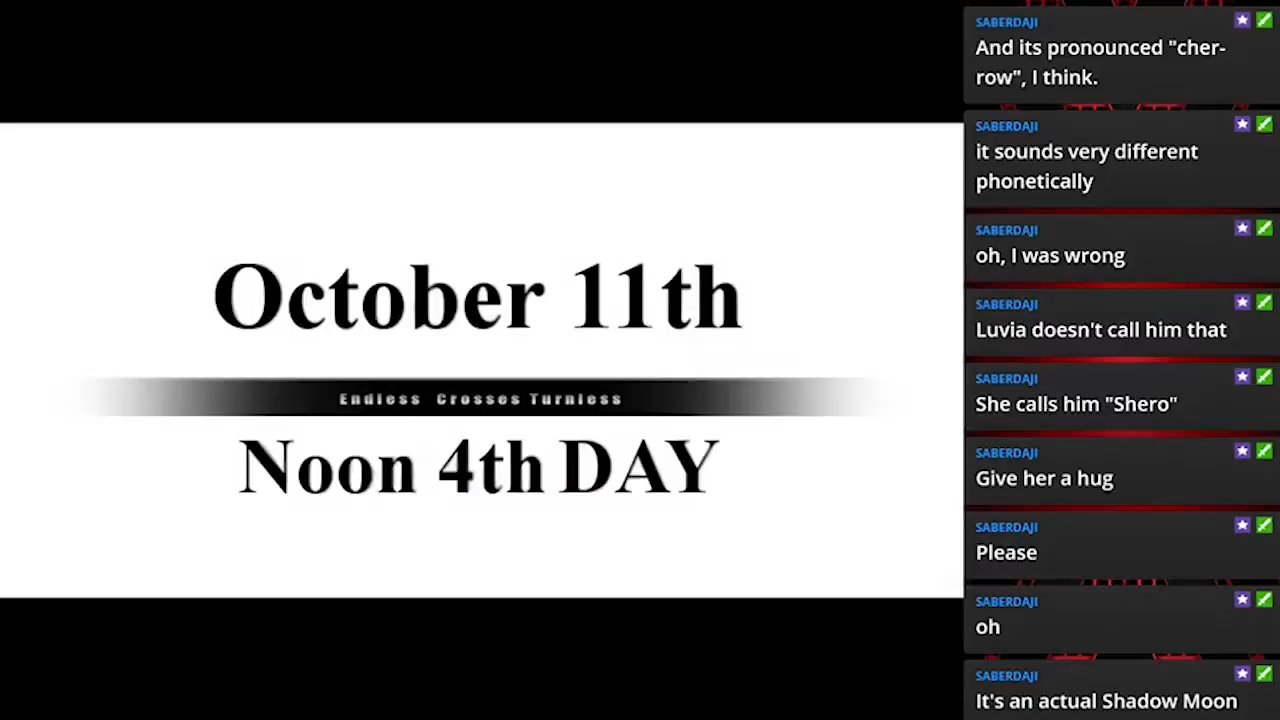 October 11th
Endless Crosses Turnless
Noon 4th DAY
SABERDAJI
And its pronounced "cher-
row", I think.
SABERDAJI
it sounds very different
phonetically
SABERDAJI
oh, I was wrong
SABERDAJI
Luvia doesn't call him that
SABERDAJI
She calls him "Shero"
SABERDAJI
Give her a hug
SABERDAJI
Please
SABERDAJI
oh
SABERDAJI
It's an actual Shadow Moon